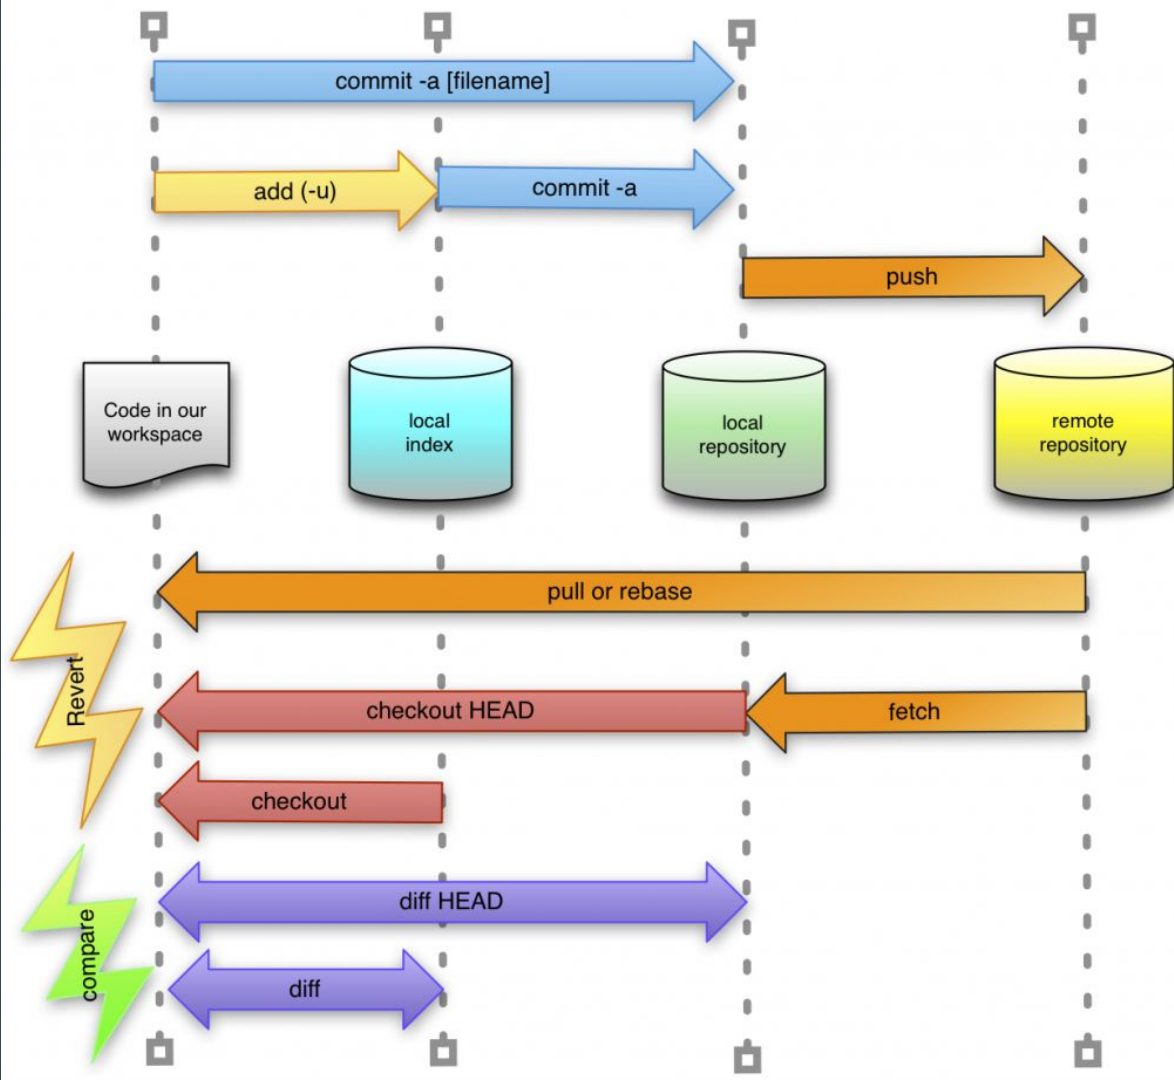 commit -a [filename]
add (-u)
commit -a
push
Code in our
workspace
local
index
local
repository
remote
repository
pull or rebase
Revert
checkout HEAD
fetch
checkout
diff HEAD
compare
diff